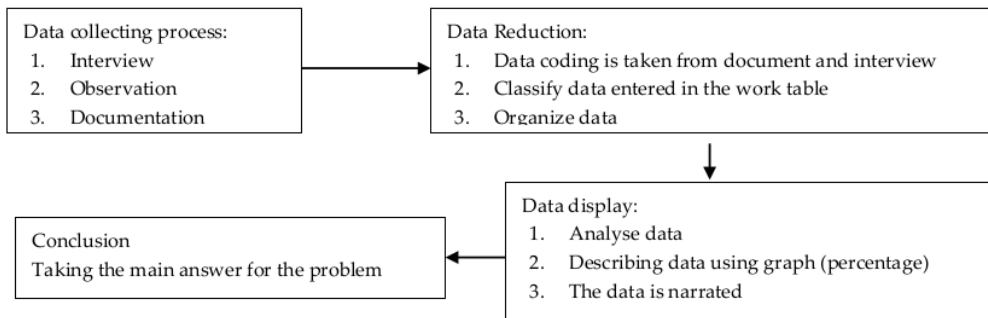 Data collecting process:
1. Interview
2. Observation
3. Documentation
Data Reduction:
1. Data coding is taken from document and interview
2. Classify data entered in the work table
3. Organize data
Data display:
1. Analyse data
2. Describing data using graph (percentage)
3. The data is narrated
Conclusion
Taking the main answer for the problem